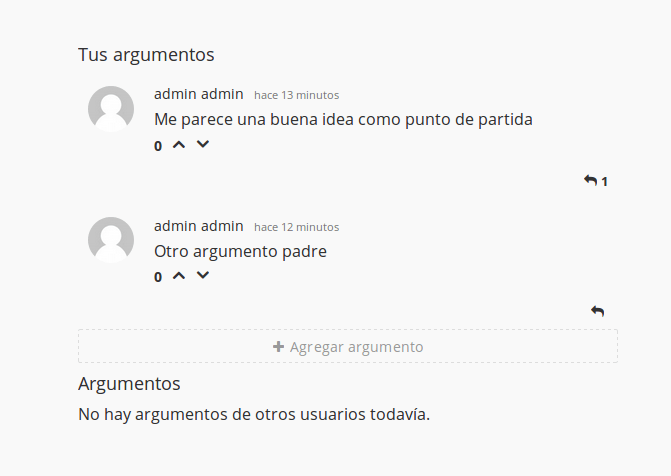 Tus argumentos
admin admin hace 13 minutos
Me parece una buena idea como punto de partida
0
1
admin admin hace 12 minutos
Otro argumento padre
0
Agregar argumento
Argumentos
No hay argumentos de otros usuarios todavía.